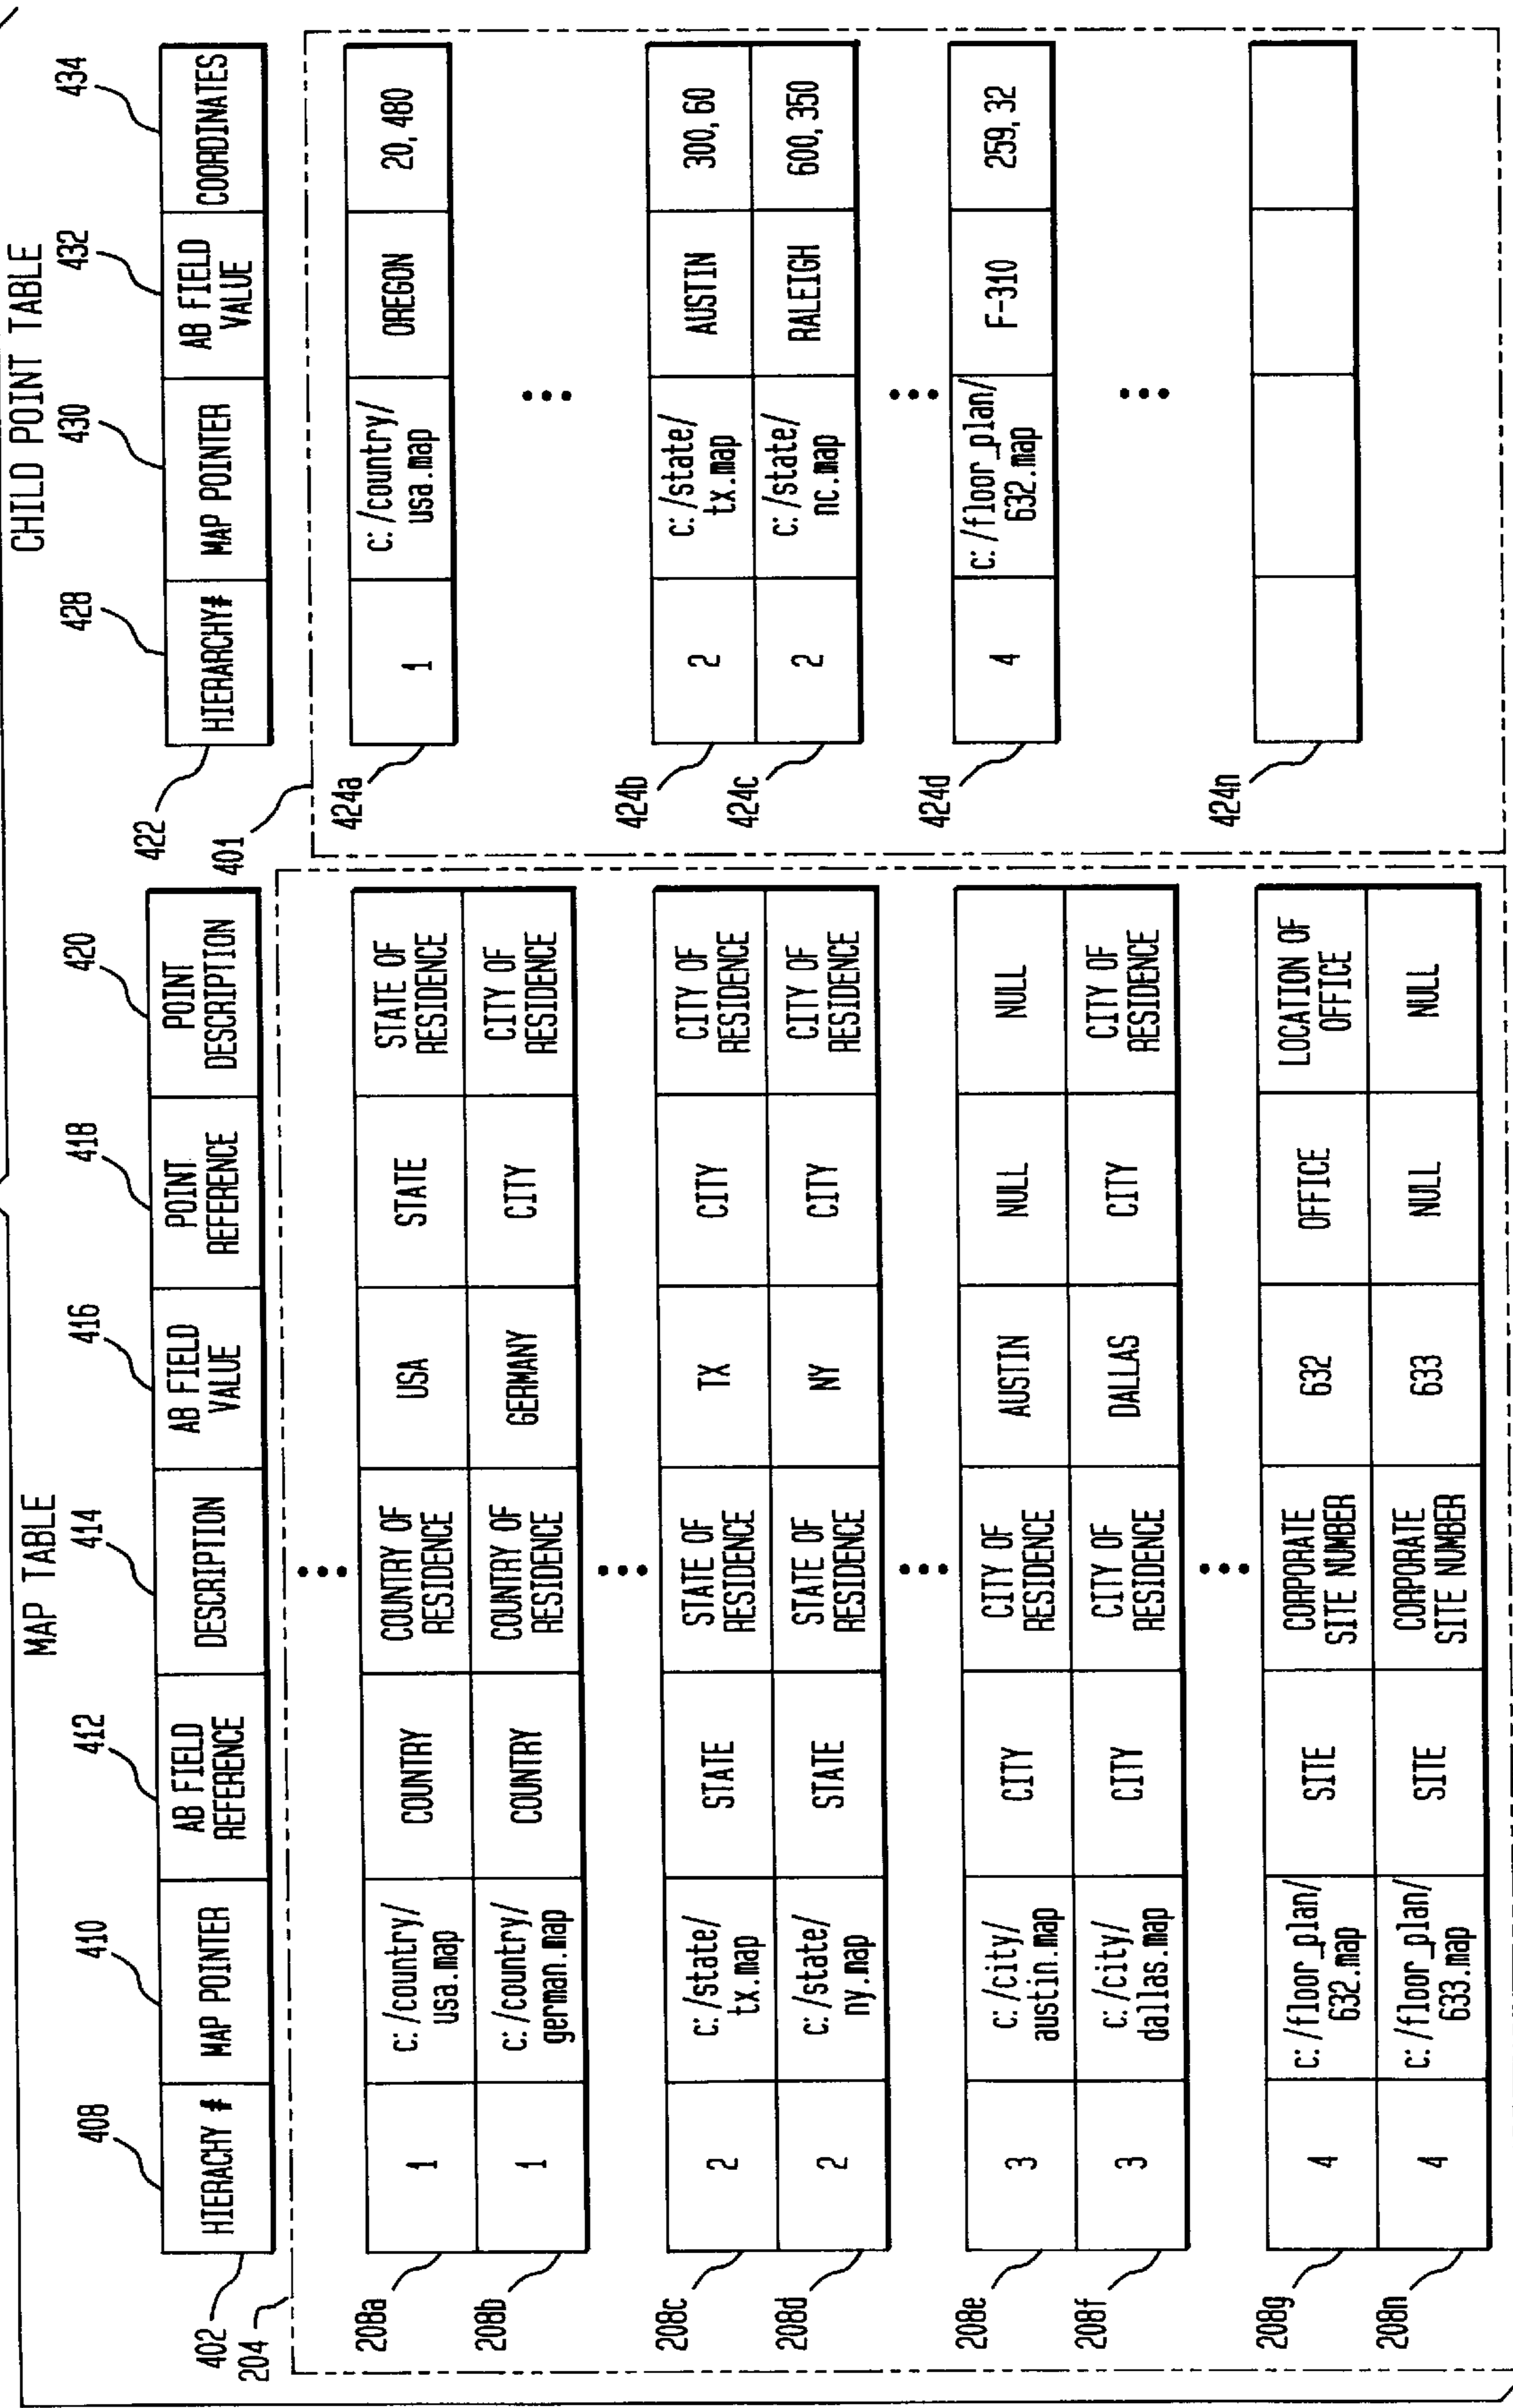 MAP TABLE
408
410
412
414
416
418
420
402
HIERACHY #
MAP POINTER
AB FIELD
REFERENCE
DESCRIPTION
AB FIELD
VALUE
POINT
REFERENCE
POINT
DESCRIPTION
204
208a
1
c:/country/
usa.map
COUNTRY
COUNTRY OF
RESIDENCE
USA
STATE
STATE OF
RESIDENCE
208b
1
c:/country/
german.map
COUNTRY
COUNTRY OF
RESIDENCE
GERMANY
CITY
CITY OF
RESIDENCE
208c
2
c:/state/
tx.map
STATE
STATE OF
RESIDENCE
TX
CITY
CITY OF
RESIDENCE
208d
2
c:/state/
ny.map
STATE
STATE OF
RESIDENCE
NY
CITY
CITY OF
RESIDENCE
208e
3
c:/city/
austin.map
CITY
CITY OF
RESIDENCE
AUSTIN
NULL
NULL
208f
3
c:/city/
dallas.map
CITY
CITY OF
RESIDENCE
DALLAS
CITY
CITY OF
RESIDENCE
208g
4
c:/floor_plan/
632.map
SITE
CORPORATE
SITE NUMBER
632
OFFICE
LOCATION OF
OFFICE
208n
4
c:/floor_plan/
633.map
SITE
CORPORATE
SITE NUMBER
633
NULL
NULL
CHILD POINT TABLE
428
430
432
434
422
HIERARCHY#
MAP POINTER
AB FIELD
VALUE
COORDINATES
401
424a
1
c:/country/
usa.map
OREGON
20,480
424b
2
c:/state/
tx.map
AUSTIN
300,60
424c
2
c:/state/
nc.map
RALEIGH
600,350
424d
4
c:/floor_plan/
632.map
F-310
259,32
424n